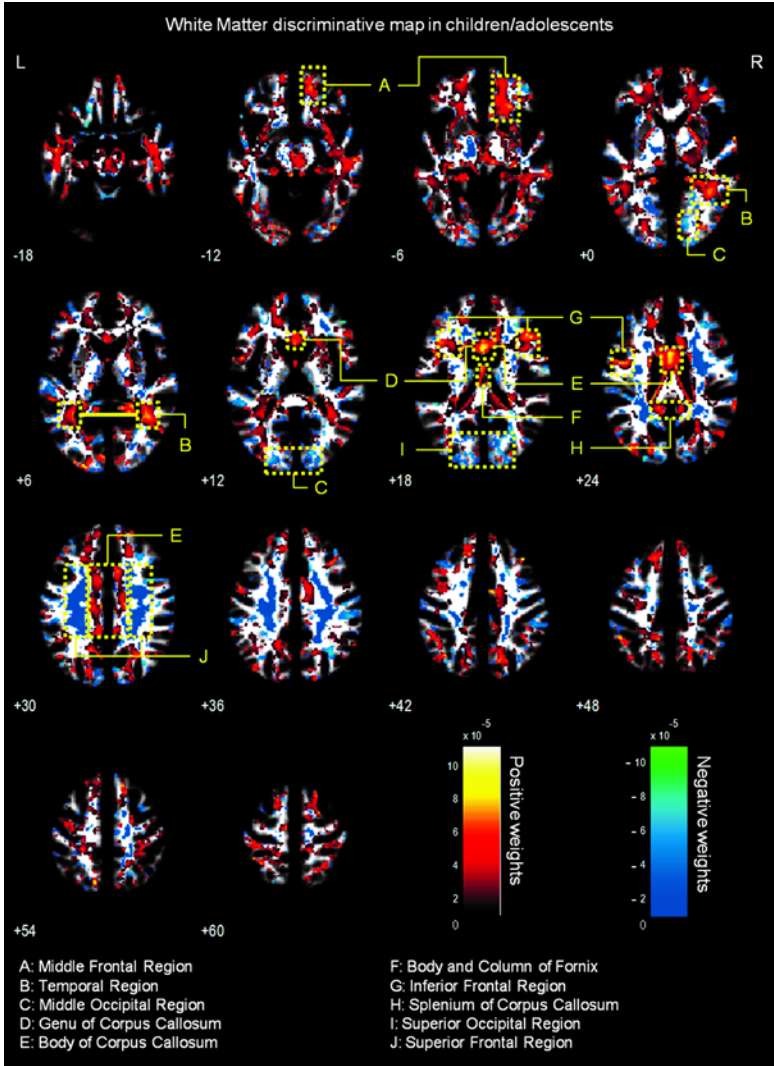 White Matter discriminative map in children/adolescents
L
R
A
B
C
-18
-12
-6
+0
G
D
E
F
B
I
H
C
+6
+12
+18
+24
E
J
+30
+36
+42
+48
x 10 -5
10
8
6
4
2
0
Positive weights
x 10 -5
- 10
- 8
- 6
- 4
- 2
0
Negative weights
+54
+60
A: Middle Frontal Region
B: Temporal Region
C: Middle Occipital Region
D: Genu of Corpus Callosum
E: Body of Corpus Callosum
F: Body and Column of Fornix
G: Inferior Frontal Region
H: Splenium of Corpus Callosum
I: Superior Occipital Region
J: Superior Frontal Region